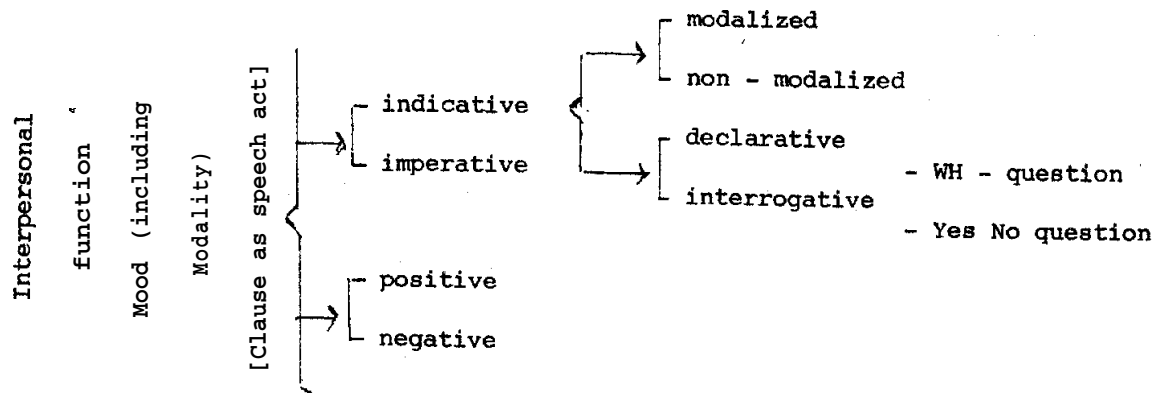 Interpersonal
function
Mood (including
Modality)
[Clause as speech act]
indicative
imperative
positive
negative
modalized
non - modalized
declarative
interrogative
- WH - question
- Yes No question